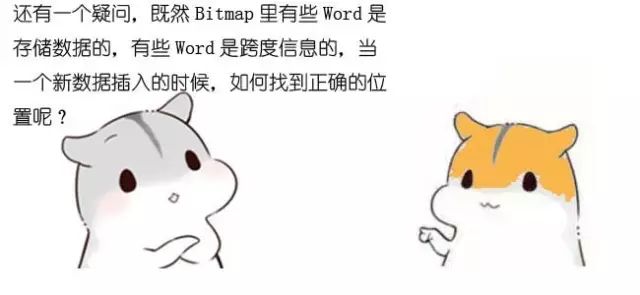 还有一个疑问，既然 Bitmap 里有些 Word 是
存储数据的，有些 Word 是跨度信息的，当
一个新数据插入的时候，如何找到正确的位
置呢？